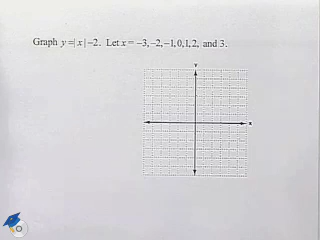 Graph y=|x|−2. Let x = −3,−2,−1,0,1,2, and 3.
Y
X